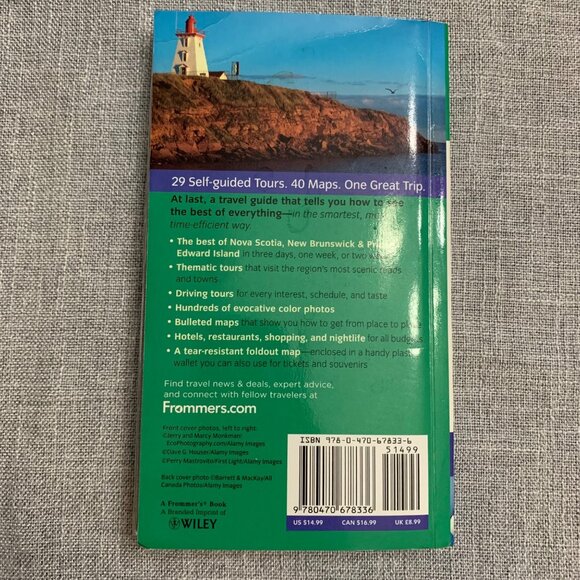 29 Self-guided Tours. 40 Maps. One Great Trip.
At last, a travel guide that tells you how to see
the best of everything—in the smartest, most
time-efficient way.
• The best of Nova Scotia, New Brunswick & Prince
Edward Island in three days, one week, or two weeks
• Thematic tours that visit the region's most scenic roads
and towns
• Driving tours for every interest, schedule, and taste
• Hundreds of evocative color photos
• Bulleted maps that show you how to get from place to place
• Hotels, restaurants, shopping, and nightlife for all budgets
• A tear-resistant foldout map—enclosed in a handy plastic
wallet you can also use for tickets and souvenirs
Find travel news & deals, expert advice,
and connect with fellow travelers at
Frommers.com
Front cover photos, left to right:
©Jerry and Marcy Monkman/
EcoPhotography.com/Alamy Images
©Dave G. Houser/Alamy Images
©Perry Mastrovito/First Light/Alamy Images
Back cover photo ©Barrett & MacKay/All
Canada Photos/Alamy Images
A Frommer's® Book
A Branded Imprint of
WILEY
ISBN 978-0-470-67833-6
51499
9 780470 678336
US $14.99 CAN $16.99 UK £8.99